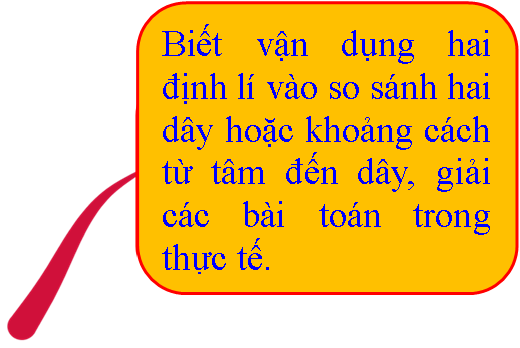 Biết vận dụng hai
định lí vào so sánh hai
dây hoặc khoảng cách
từ tâm đến dây, giải
các bài toán trong
thực tế.